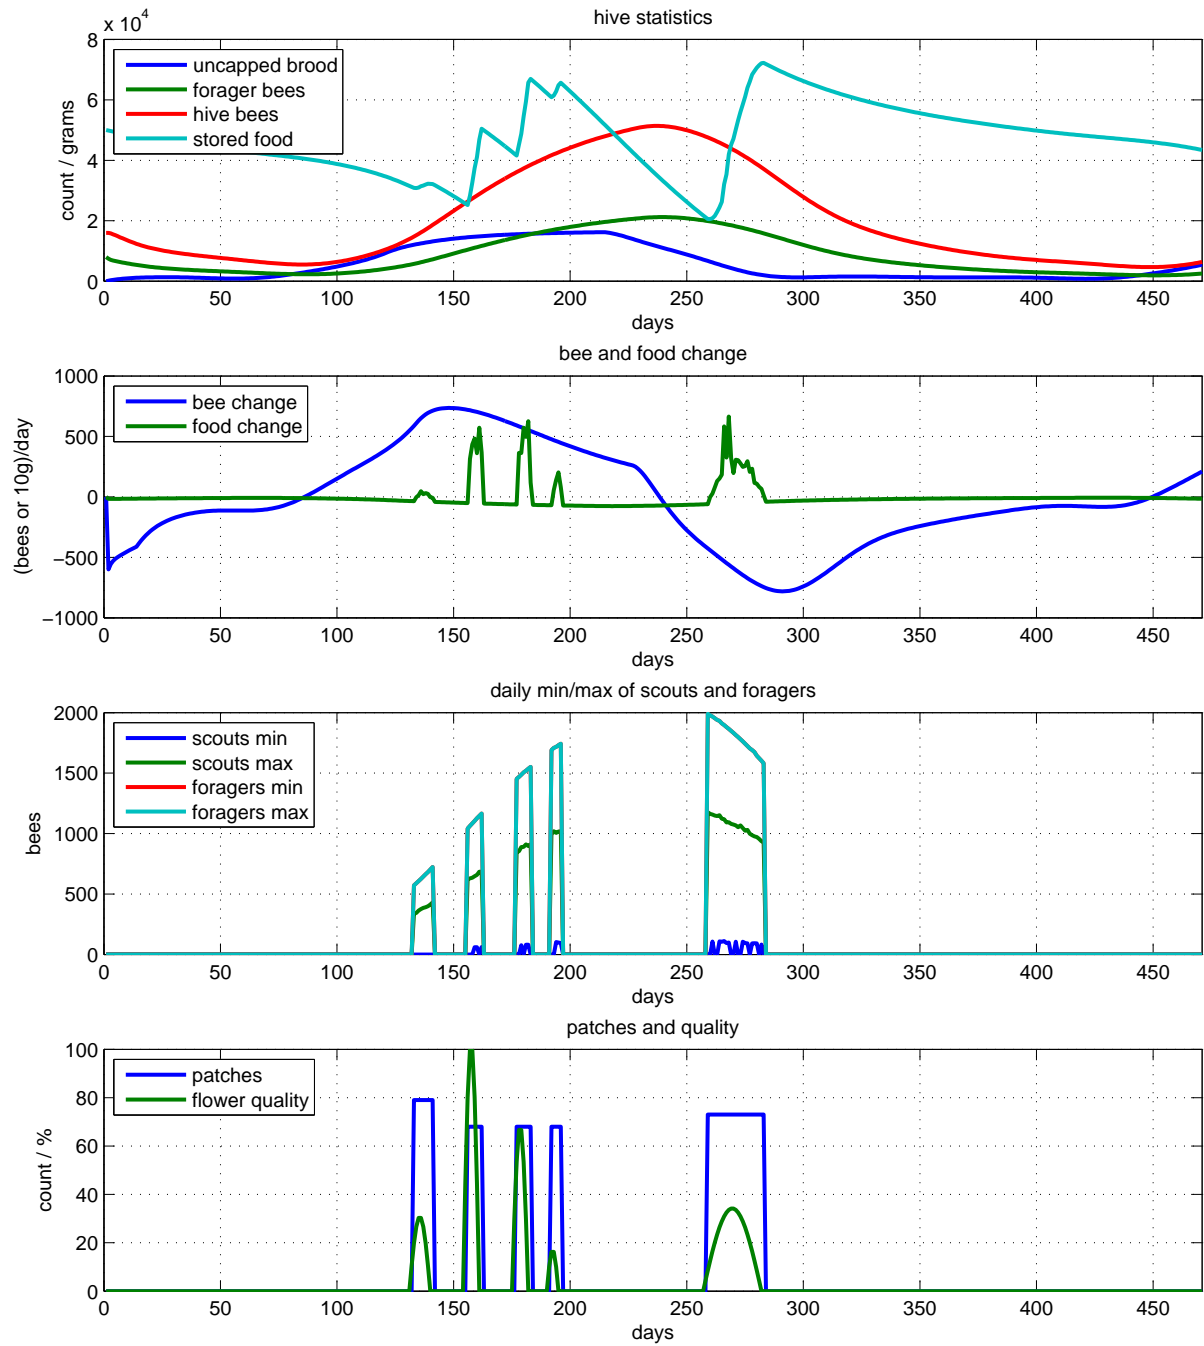 hive statistics
x 10^4
uncapped brood
forager bees
hive bees
stored food
8
6
4
2
0
count / grams
0 50 100 150 200 250 300 350 400 450
days
bee and food change
bee change
food change
1000
500
0
−500
−1000
(bees or 10g)/day
0 50 100 150 200 250 300 350 400 450
days
daily min/max of scouts and foragers
scouts min
scouts max
foragers min
foragers max
2000
1500
1000
500
0
bees
0 50 100 150 200 250 300 350 400 450
days
patches and quality
patches
flower quality
100
80
60
40
20
0
count / %
0 50 100 150 200 250 300 350 400 450
days